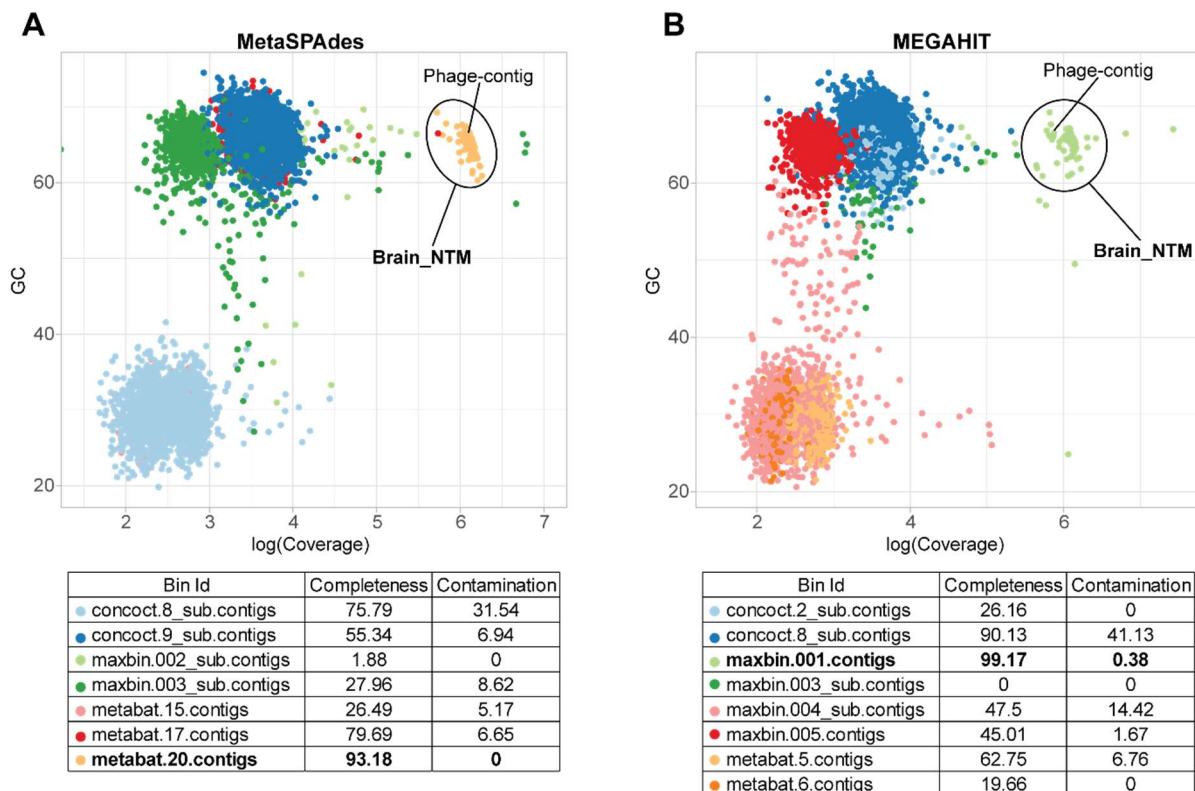 A
MetaSPAdes
Phage-contig
Brain_NTM
60
40
20
GC
2 3 4 5 6 7
log(Coverage)
Bin Id Completeness Contamination
concoct.8_sub.contigs 75.79 31.54
concoct.9_sub.contigs 55.34 6.94
maxbin.002_sub.contigs 1.88 0
maxbin.003_sub.contigs 27.96 8.62
metabat.15.contigs 26.49 5.17
metabat.17.contigs 79.69 6.65
metabat.20.contigs 93.18 0
B
MEGAHIT
Phage-contig
Brain_NTM
60
40
20
GC
2 4 6
log(Coverage)
Bin Id Completeness Contamination
concoct.2_sub.contigs 26.16 0
concoct.8_sub.contigs 90.13 41.13
maxbin.001.contigs 99.17 0.38
maxbin.003_sub.contigs 0 0
maxbin.004_sub.contigs 47.5 14.42
maxbin.005.contigs 45.01 1.67
metabat.5.contigs 62.75 6.76
metabat.6.contigs 19.66 0